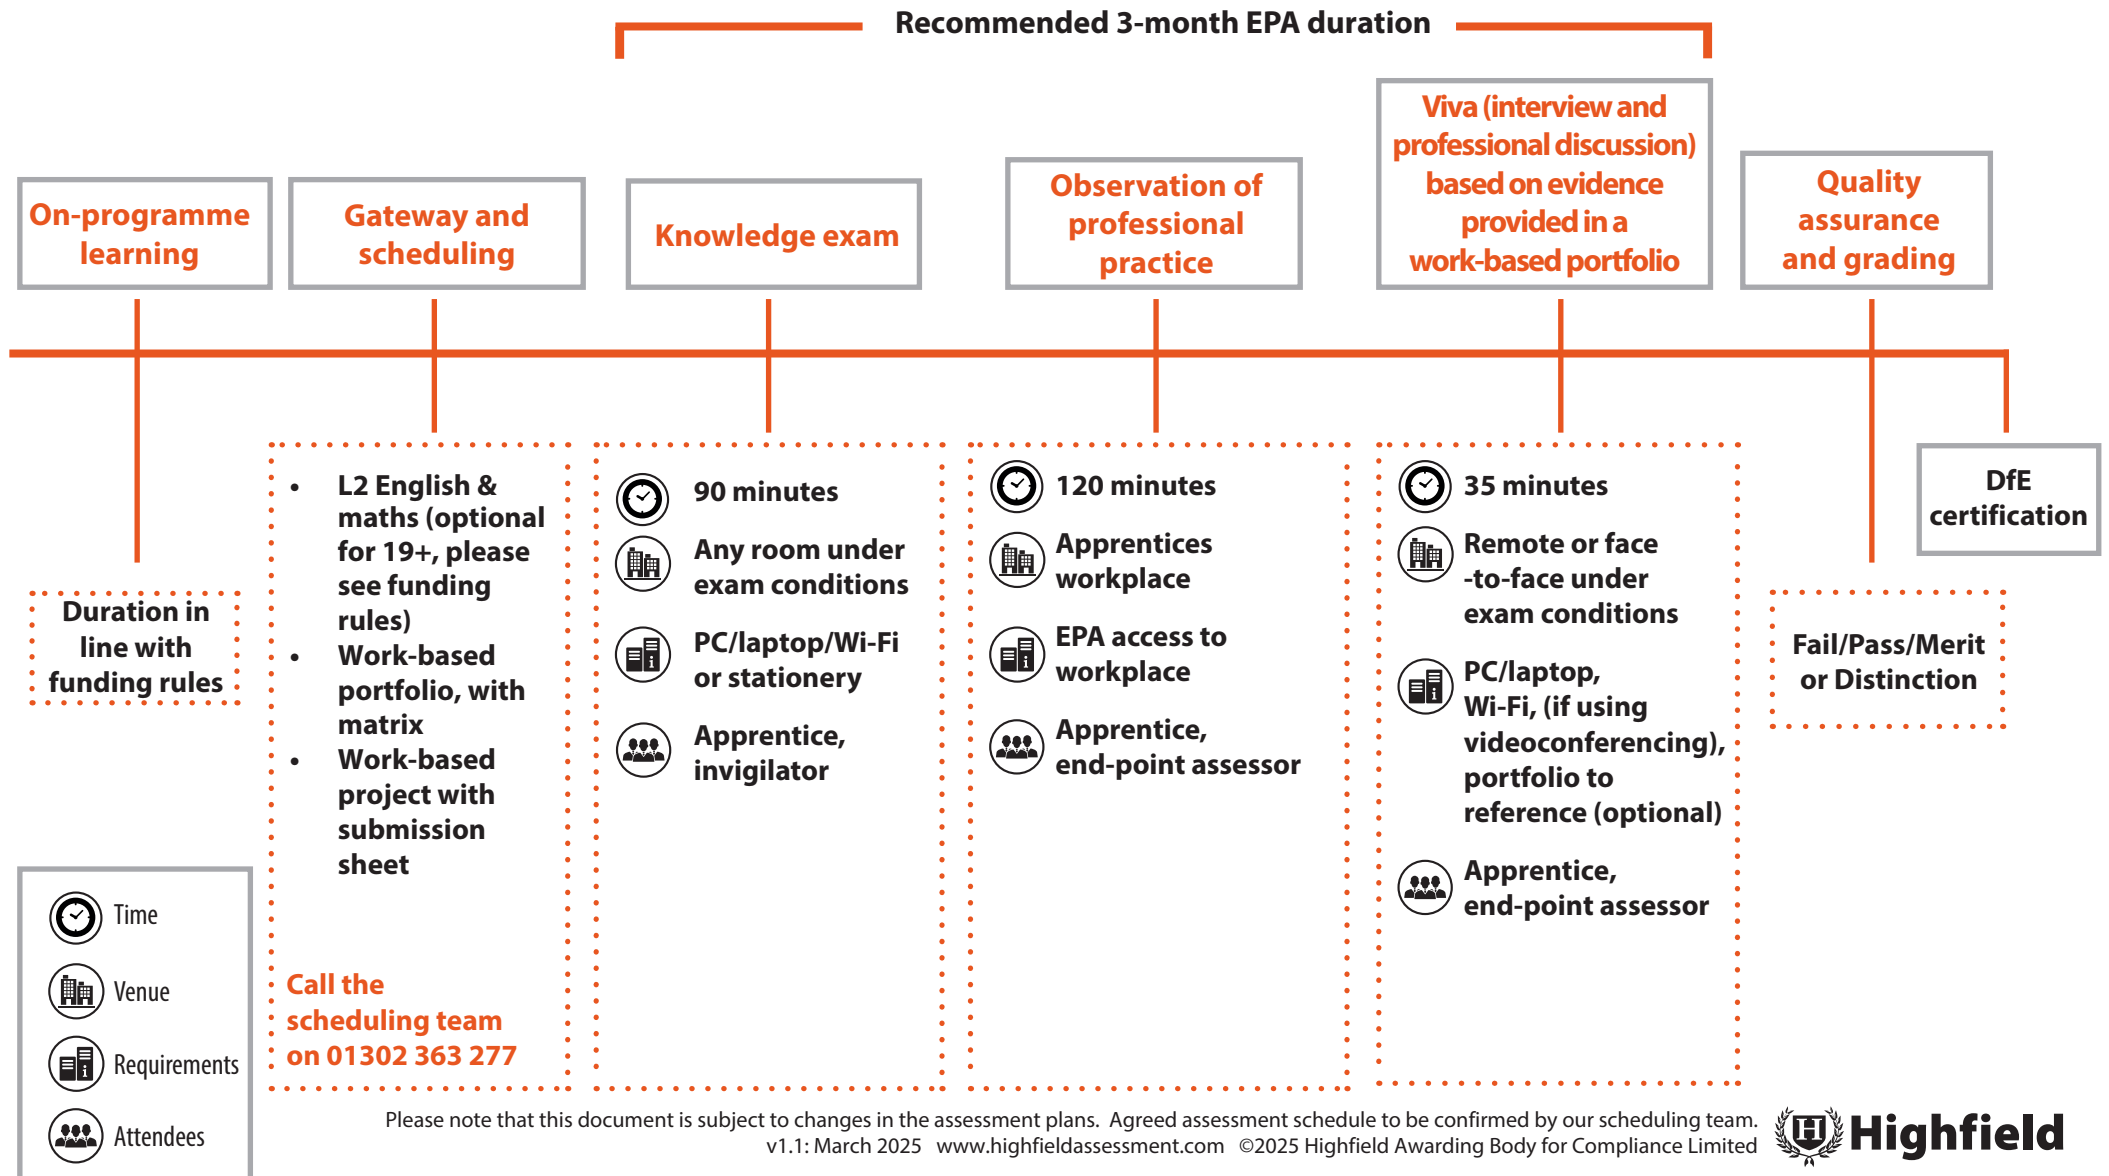 Recommended 3-month EPA duration
On-programme
learning
Gateway and
scheduling
Knowledge exam
Observation of
professional
practice
Viva (interview and
professional discussion)
based on evidence
provided in a
work-based portfolio
Quality
assurance
and grading
Duration in
line with
funding rules
• L2 English &
maths (optional
for 19+, please
see funding
rules)
• Work-based
portfolio, with
matrix
• Work-based
project with
submission
sheet
Call the
scheduling team
on 01302 363 277
90 minutes
Any room under
exam conditions
PC/laptop/Wi-Fi
or stationery
Apprentice,
invigilator
120 minutes
Apprentices
workplace
EPA access to
workplace
Apprentice,
end-point assessor
35 minutes
Remote or face
-to-face under
exam conditions
PC/laptop,
Wi-Fi, (if using
videoconferencing),
portfolio to
reference (optional)
Apprentice,
end-point assessor
Fail/Pass/Merit
or Distinction
DfE
certification
Time
Venue
Requirements
Attendees
Please note that this document is subject to changes in the assessment plans. Agreed assessment schedule to be confirmed by our scheduling team.
v1.1: March 2025 www.highfieldassessment.com ©2025 Highfield Awarding Body for Compliance Limited
H Highfield